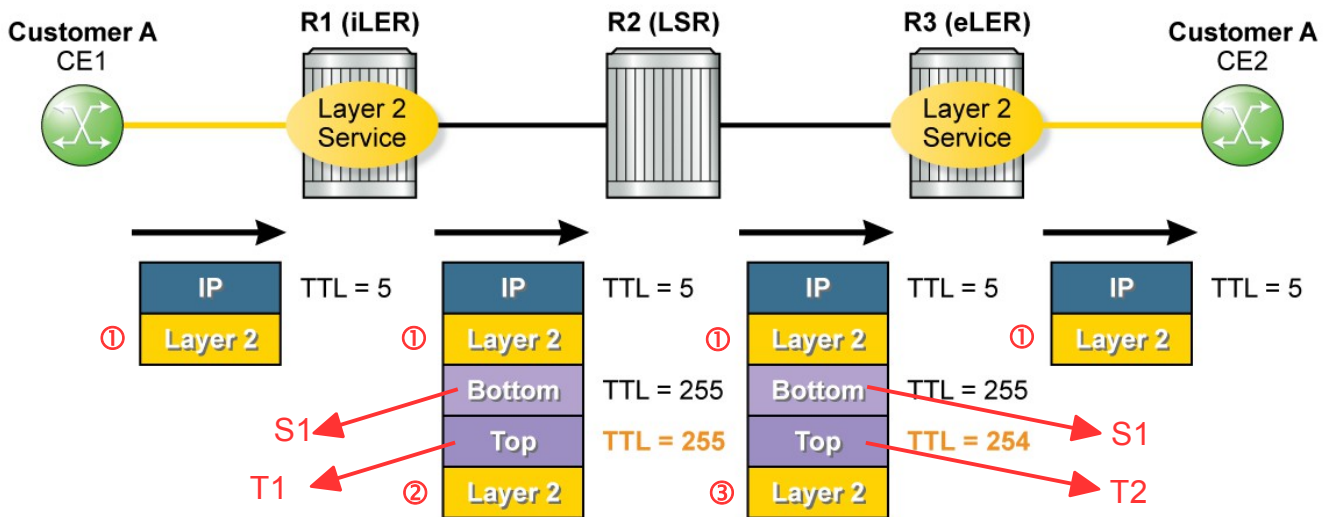 Customer A
CE1
R1 (iLER)
R2 (LSR)
R3 (eLER)
Customer A
CE2
Layer 2
Service
Layer 2
Service
IP
TTL = 5
① Layer 2
IP
TTL = 5
① Layer 2
Bottom
TTL = 255
S1
Top
TTL = 255
T1
② Layer 2
IP
TTL = 5
① Layer 2
Bottom
TTL = 255
S1
Top
TTL = 254
T2
③ Layer 2
IP
TTL = 5
① Layer 2